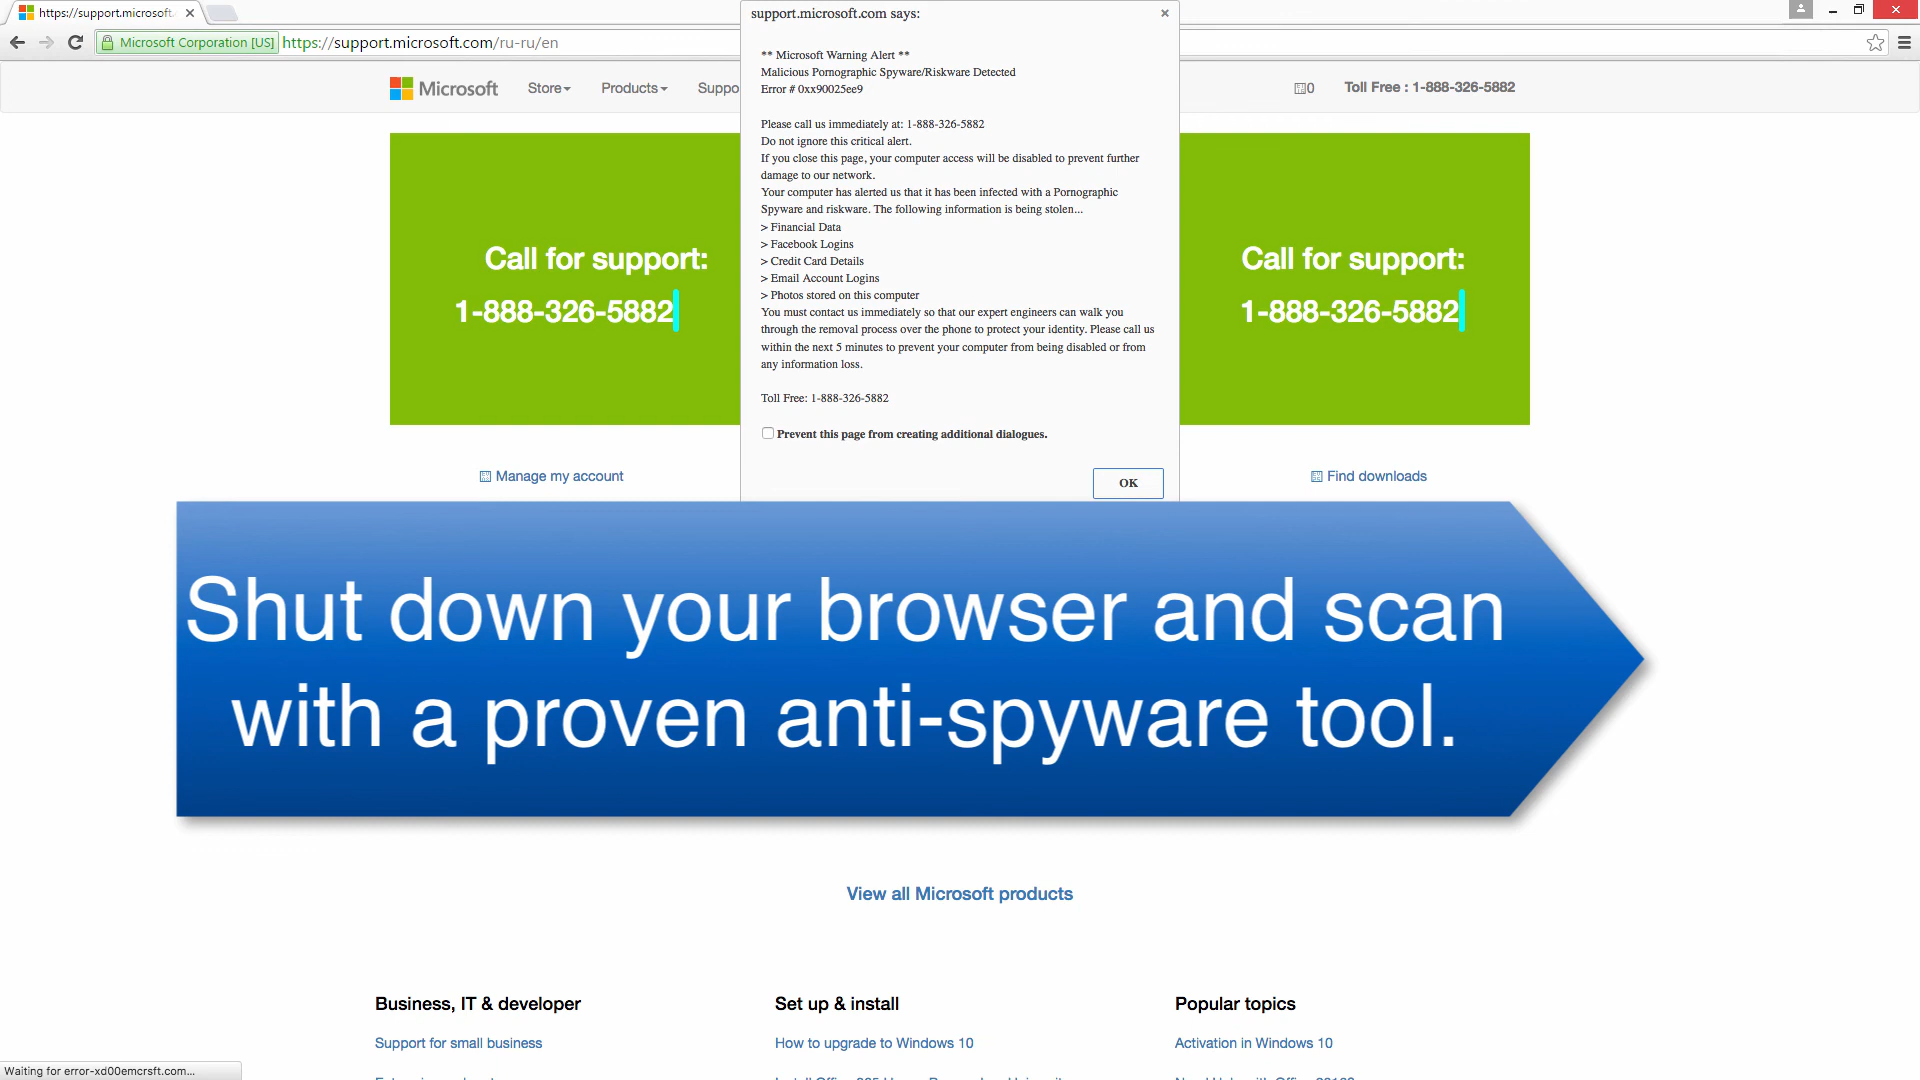 https://support.microsoft.
Microsoft Corporation [US]
https://support.microsoft.com/ru-ru/en
Microsoft
Store
Products
Suppo
0
Toll Free : 1-888-326-5882
support.microsoft.com says:
** Microsoft Warning Alert **
Malicious Pornographic Spyware/Riskware Detected
Error # 0xx90025ee9
Please call us immediately at: 1-888-326-5882
Do not ignore this critical alert.
If you close this page, your computer access will be disabled to prevent further
damage to our network.
Your computer has alerted us that it has been infected with a Pornographic
Spyware and riskware. The following information is being stolen...
> Financial Data
> Facebook Logins
> Credit Card Details
> Email Account Logins
> Photos stored on this computer
You must contact us immediately so that our expert engineers can walk you
through the removal process over the phone to protect your identity. Please call us
within the next 5 minutes to prevent your computer from being disabled or from
any information loss.
Toll Free: 1-888-326-5882
Prevent this page from creating additional dialogues.
OK
Call for support:
1-888-326-5882
Call for support:
1-888-326-5882
Manage my account
Find downloads
Shut down your browser and scan
with a proven anti-spyware tool.
View all Microsoft products
Business, IT & developer
Support for small business
Set up & install
How to upgrade to Windows 10
Popular topics
Activation in Windows 10
Waiting for error-xd00emcrsft.com...